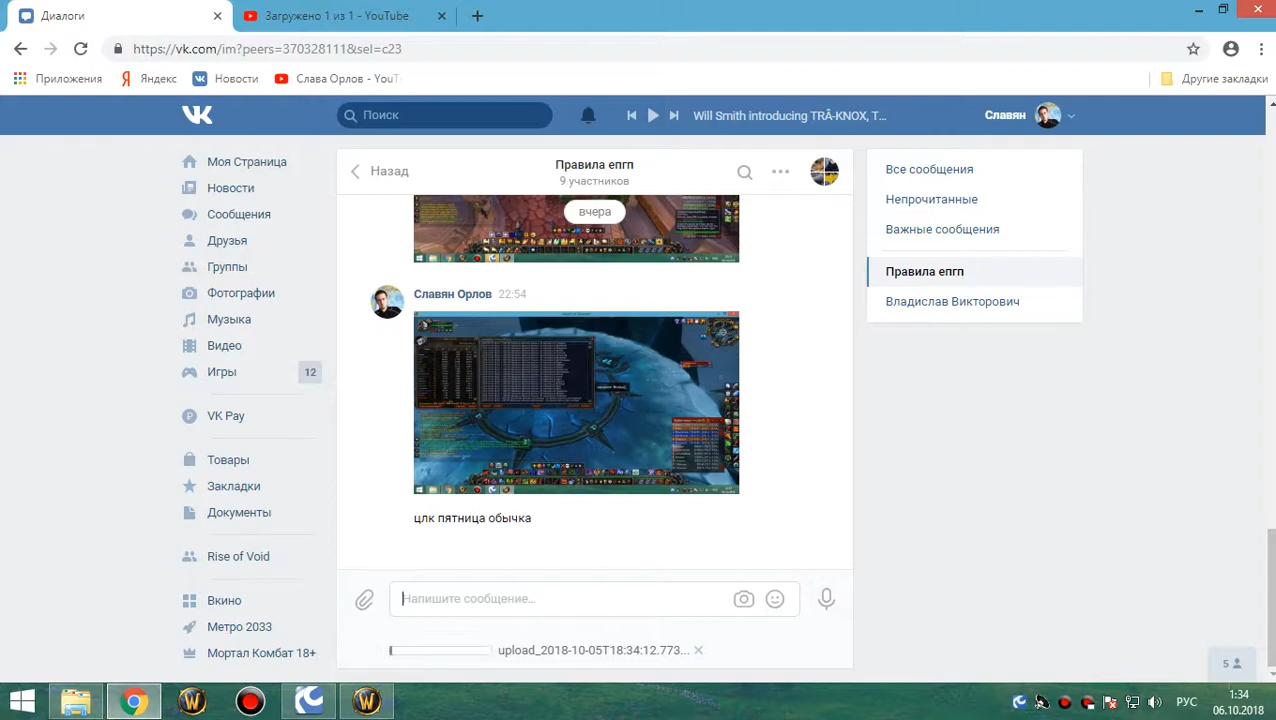 Диалоги
Загружено 1 из 1 - YouTube
https://vk.com/im?peers=370328111&sel=c23
Приложения
Яндекс
Новости
Слава Орлов - YouT
Другие закладки
Поиск
Will Smith introducing TRÂ-KNOX, T...
Славян
Моя Страница
Новости
Сообщения
Друзья
Группы
Фотографии
Музыка
Видео
Игры
12
VK Pay
Товары
Закладки
Документы
Rise of Void
Вкино
Метро 2033
Мортал Комбат 18+
Назад
Правила епгп
9 участников
вчера
Славян Орлов 22:54
цлк пятница обычка
Напишите сообщение...
upload_2018-10-05T18:34:12.773...
Все сообщения
Непрочитанные
Важные сообщения
Правила епгп
Владислав Викторович
5
РУС
1:34
06.10.2018